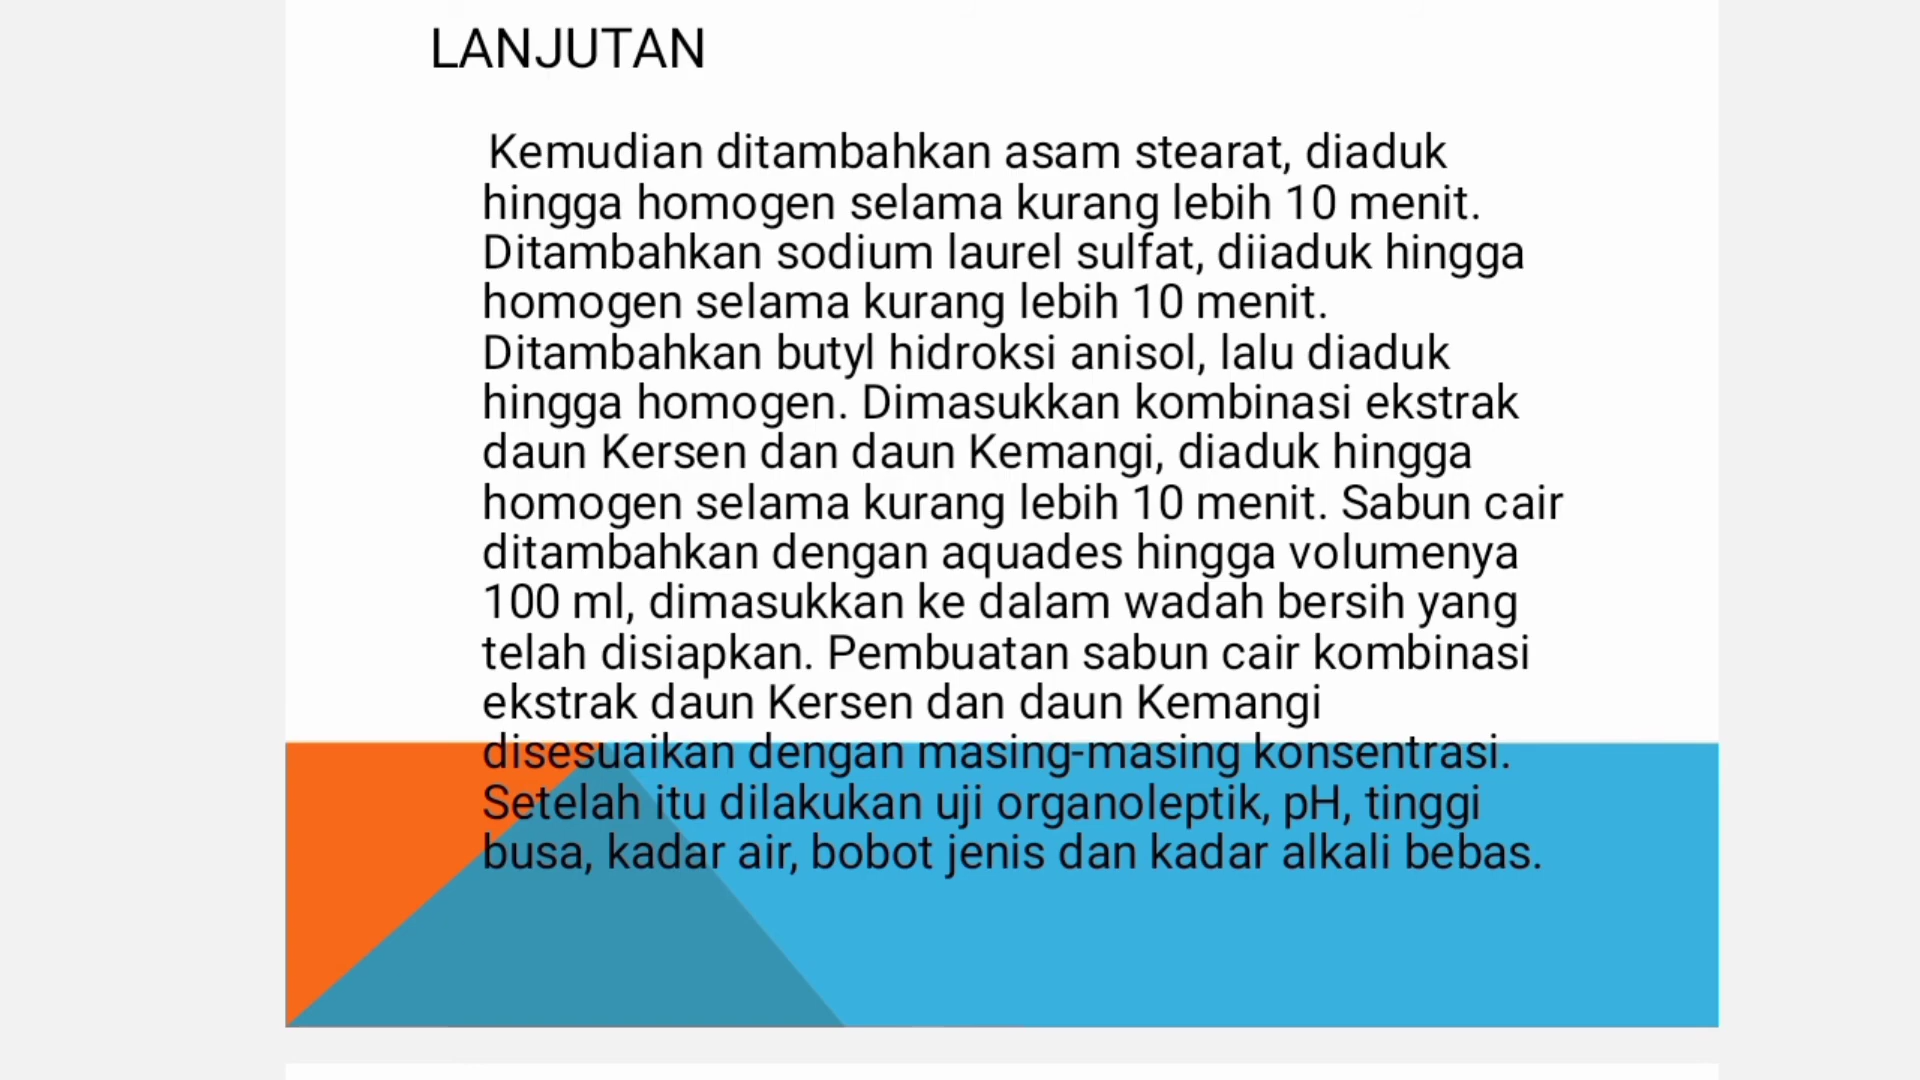 LANJUTAN
Kemudian ditambahkan asam stearat, diaduk
hingga homogen selama kurang lebih 10 menit.
Ditambahkan sodium laurel sulfat, diiaduk hingga
homogen selama kurang lebih 10 menit.
Ditambahkan butyl hidroksi anisol, lalu diaduk
hingga homogen. Dimasukkan kombinasi ekstrak
daun Kersen dan daun Kemangi, diaduk hingga
homogen selama kurang lebih 10 menit. Sabun cair
ditambahkan dengan aquades hingga volumenya
100 ml, dimasukkan ke dalam wadah bersih yang
telah disiapkan. Pembuatan sabun cair kombinasi
ekstrak daun Kersen dan daun Kemangi
disesuaikan dengan masing-masing konsentrasi.
Setelah itu dilakukan uji organoleptik, pH, tinggi
busa, kadar air, bobot jenis dan kadar alkali bebas.